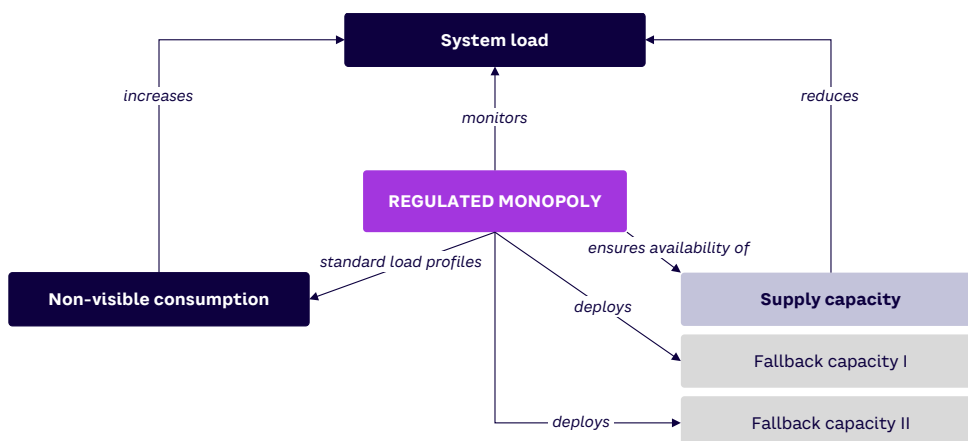 System load
increases
reduces
monitors
REGULATED MONOPOLY
ensures availability of
standard load profiles
Non-visible consumption
Supply capacity
deploys
Fallback capacity I
deploys
Fallback capacity II